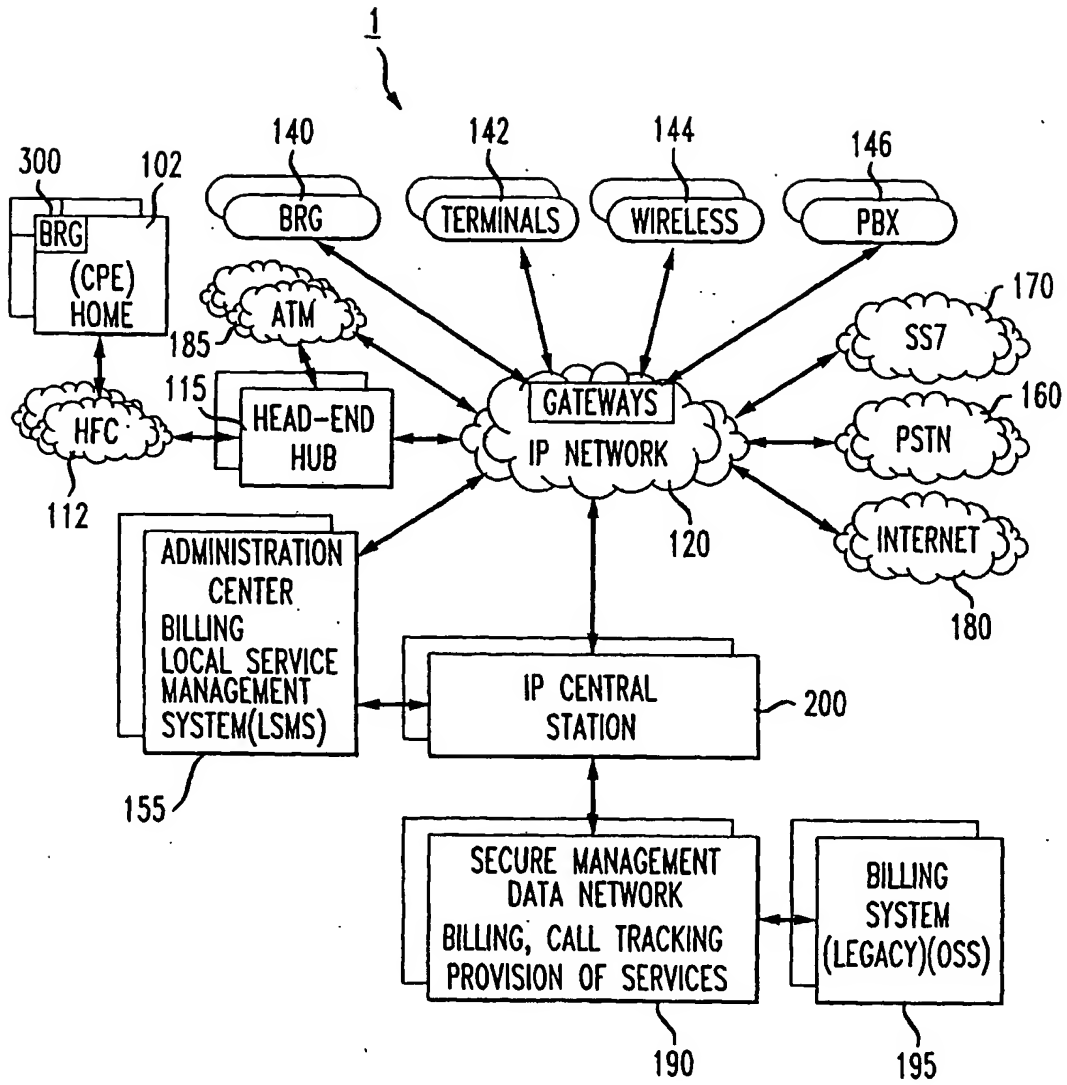 1
140
142
144
146
300
102
BRG
TERMINALS
WIRELESS
PBX
BRG
(CPE)
HOME
ATM
185
170
SS7
115
HEAD-END
HUB
HFC
112
GATEWAYS
IP NETWORK
120
160
PSTN
INTERNET
180
ADMINISTRATION
CENTER
BILLING
LOCAL SERVICE
MANAGEMENT
SYSTEM(LSMS)
155
IP CENTRAL
STATION
200
SECURE MANAGEMENT
DATA NETWORK
BILLING, CALL TRACKING
PROVISION OF SERVICES
190
BILLING
SYSTEM
(LEGACY)(OSS)
195